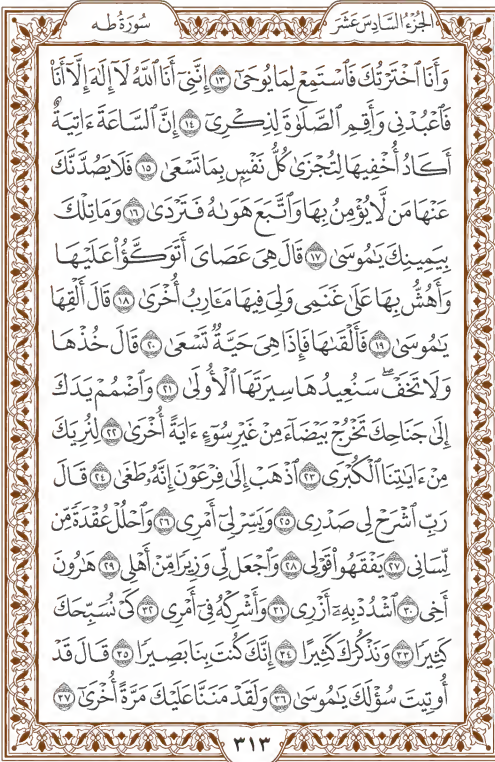 الجزء السادس عشر
سورة طه
وَأَنَا ٱخْتَرْتُكَ فَٱسْتَمِعْ لِمَا يُوحَىٰٓ ١٣ إِنَّنِىٓ أَنَا ٱللَّهُ لَآ إِلَٰهَ إِلَّآ أَنَا۠
فَٱعْبُدْنِى وَأَقِمِ ٱلصَّلَوٰةَ لِذِكْرِىٓ ١٤ إِنَّ ٱلسَّاعَةَ ءَاتِيَةٌ
أَكَادُ أُخْفِيهَا لِتُجْزَىٰ كُلُّ نَفْسٍۭ بِمَا تَسْعَىٰ ١٥ فَلَا يَصُدَّنَّكَ
عَنْهَا مَن لَّا يُؤْمِنُ بِهَا وَٱتَّبَعَ هَوَىٰهُ فَتَرْدَىٰ ١٦ وَمَا تِلْكَ
بِيَمِينِكَ يَٰمُوسَىٰ ١٧ قَالَ هِىَ عَصَاىَ أَتَوَكَّؤُا۟ عَلَيْهَا
وَأَهُشُّ بِهَا عَلَىٰ غَنَمِى وَلِىَ فِيهَا مَـَٔارِبُ أُخْرَىٰ ١٨ قَالَ أَلْقِهَا
يَٰمُوسَىٰ ١٩ فَأَلْقَىٰهَا فَإِذَا هِىَ حَيَّةٌ تَسْعَىٰ ٢٠ قَالَ خُذْهَا
وَلَا تَخَفْ ۖ سَنُعِيدُهَا سِيرَتَهَا ٱلْأُولَىٰ ٢١ وَٱضْمُمْ يَدَكَ
إِلَىٰ جَنَاحِكَ تَخْرُجْ بَيْضَآءَ مِنْ غَيْرِ سُوٓءٍ ءَايَةً أُخْرَىٰ ٢٢ لِنُرِيَكَ
مِنْ ءَايَٰتِنَا ٱلْكُبْرَى ٢٣ ٱذْهَبْ إِلَىٰ فِرْعَوْنَ إِنَّهُۥ طَغَىٰ ٢٤ قَالَ
رَبِّ ٱشْرَحْ لِى صَدْرِى ٢٥ وَيَسِّرْ لِىٓ أَمْرِى ٢٦ وَٱحْلُلْ عُقْدَةً مِّن
لِّسَانِى ٢٧ يَفْقَهُوا۟ قَوْلِى ٢٨ وَٱجْعَل لِّى وَزِيرًا مِّنْ أَهْلِى ٢٩ هَٰرُونَ
أَخِى ٣٠ ٱشْدُدْ بِهِۦٓ أَزْرِى ٣١ وَأَشْرِكْهُ فِىٓ أَمْرِى ٣٢ كَىْ نُسَبِّحَكَ
كَثِيرًا ٣٣ وَنَذْكُرَكَ كَثِيرًا ٣٤ إِنَّكَ كُنتَ بِنَا بَصِيرًا ٣٥ قَالَ قَدْ
أُوتِيتَ سُؤْلَكَ يَٰمُوسَىٰ ٣٦ وَلَقَدْ مَنَنَّا عَلَيْكَ مَرَّةً أُخْرَىٰٓ ٣٧
٣١٣